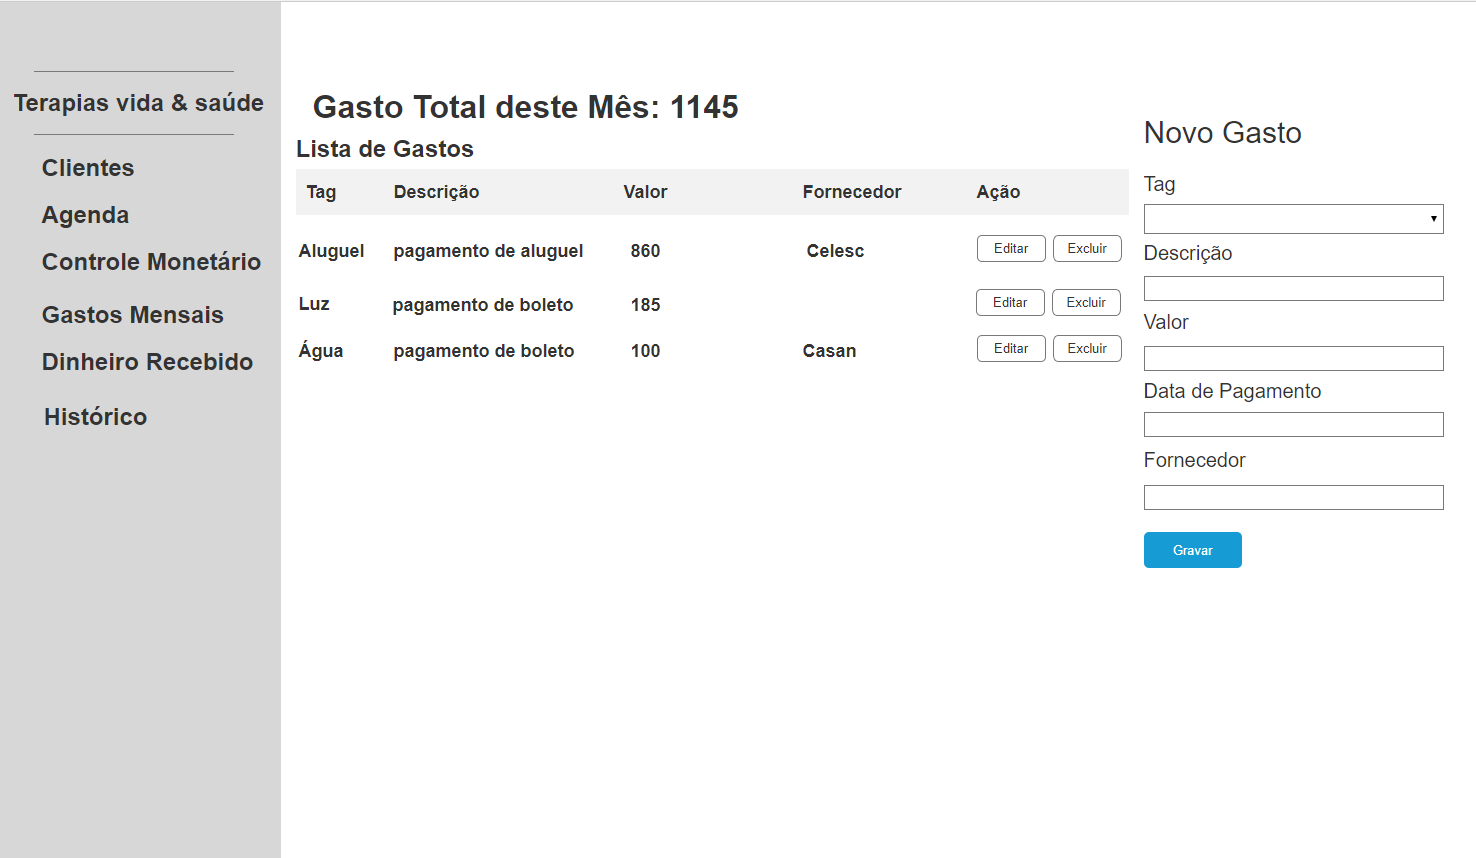 Terapias vida & saúde
Clientes
Agenda
Controle Monetário
Gastos Mensais
Dinheiro Recebido
Histórico
Gasto Total deste Mês: 1145
Lista de Gastos
Tag Descrição Valor Fornecedor Ação
Aluguel pagamento de aluguel 860 Celesc Editar Excluir
Luz pagamento de boleto 185 Editar Excluir
Água pagamento de boleto 100 Casan Editar Excluir
Novo Gasto
Tag
Descrição
Valor
Data de Pagamento
Fornecedor
Gravar